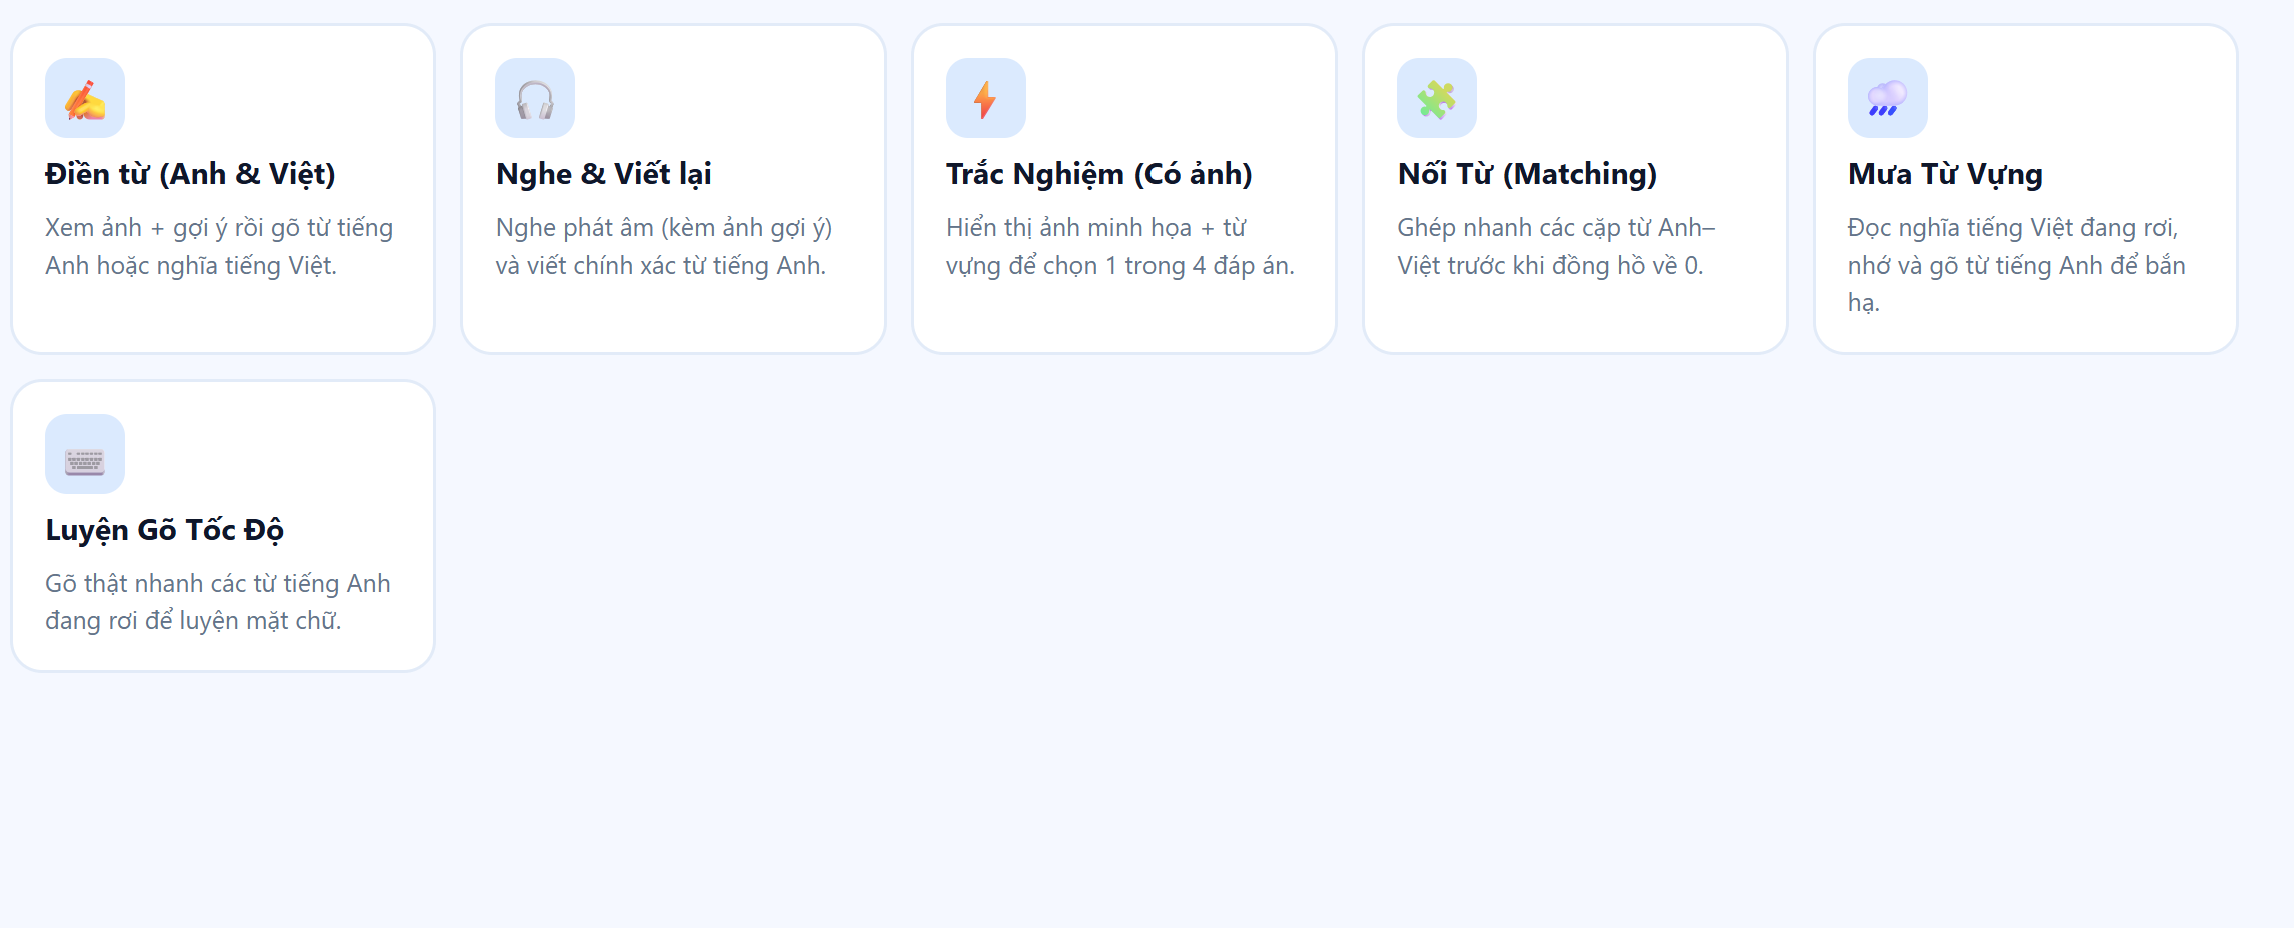 Điền từ (Anh & Việt)
Xem ảnh + gợi ý rồi gõ từ tiếng
Anh hoặc nghĩa tiếng Việt.
Nghe & Viết lại
Nghe phát âm (kèm ảnh gợi ý)
và viết chính xác từ tiếng Anh.
Trắc Nghiệm (Có ảnh)
Hiển thị ảnh minh họa + từ
vựng để chọn 1 trong 4 đáp án.
Nối Từ (Matching)
Ghép nhanh các cặp từ Anh–
Việt trước khi đồng hồ về 0.
Mưa Từ Vựng
Đọc nghĩa tiếng Việt đang rơi,
nhớ và gõ từ tiếng Anh để bắn
hạ.
Luyện Gõ Tốc Độ
Gõ thật nhanh các từ tiếng Anh
đang rơi để luyện mặt chữ.